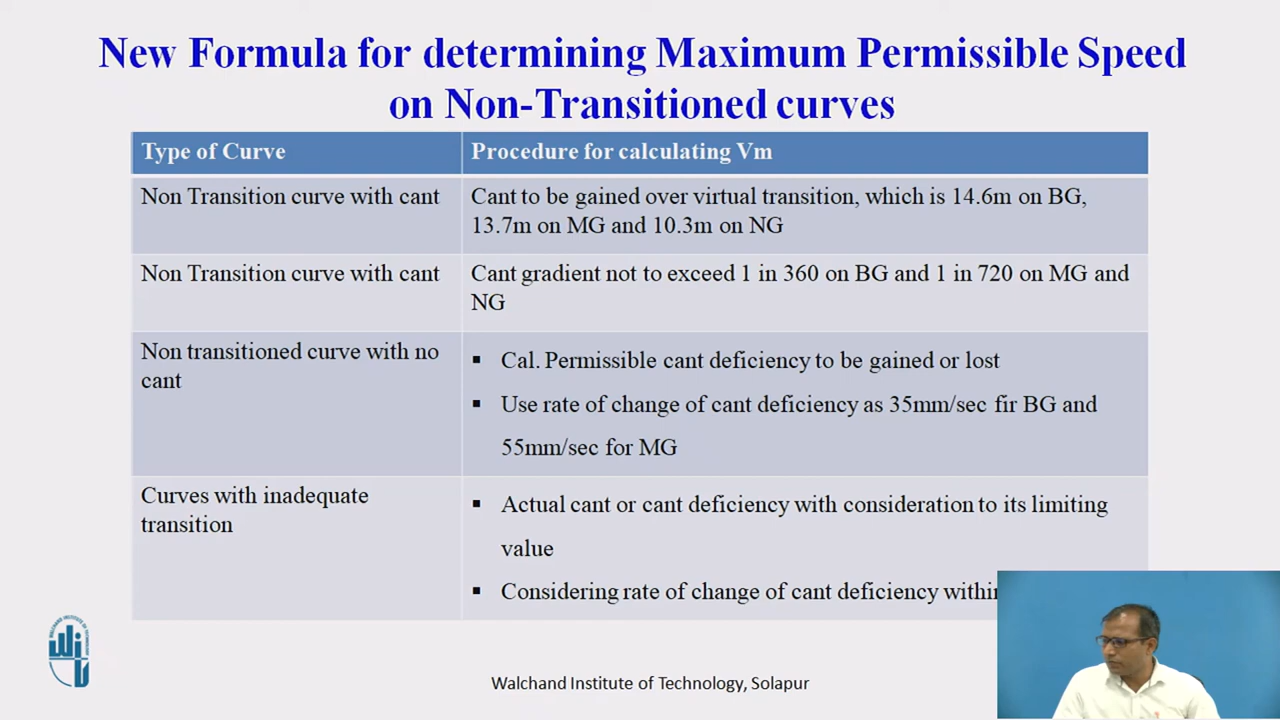 New Formula for determining Maximum Permissible Speed
on Non-Transitioned curves
Type of Curve
Procedure for calculating Vm
Non Transition curve with cant
Cant to be gained over virtual transition, which is 14.6m on BG,
13.7m on MG and 10.3m on NG
Non Transition curve with cant
Cant gradient not to exceed 1 in 360 on BG and 1 in 720 on MG and
NG
Non transitioned curve with no
cant
▪ Cal. Permissible cant deficiency to be gained or lost
▪ Use rate of change of cant deficiency as 35mm/sec fir BG and
55mm/sec for MG
Curves with inadequate
transition
▪ Actual cant or cant deficiency with consideration to its limiting
value
▪ Considering rate of change of cant deficiency within
WALCHAND INSTITUTE OF TECHNOLOGY
WIT
Walchand Institute of Technology, Solapur